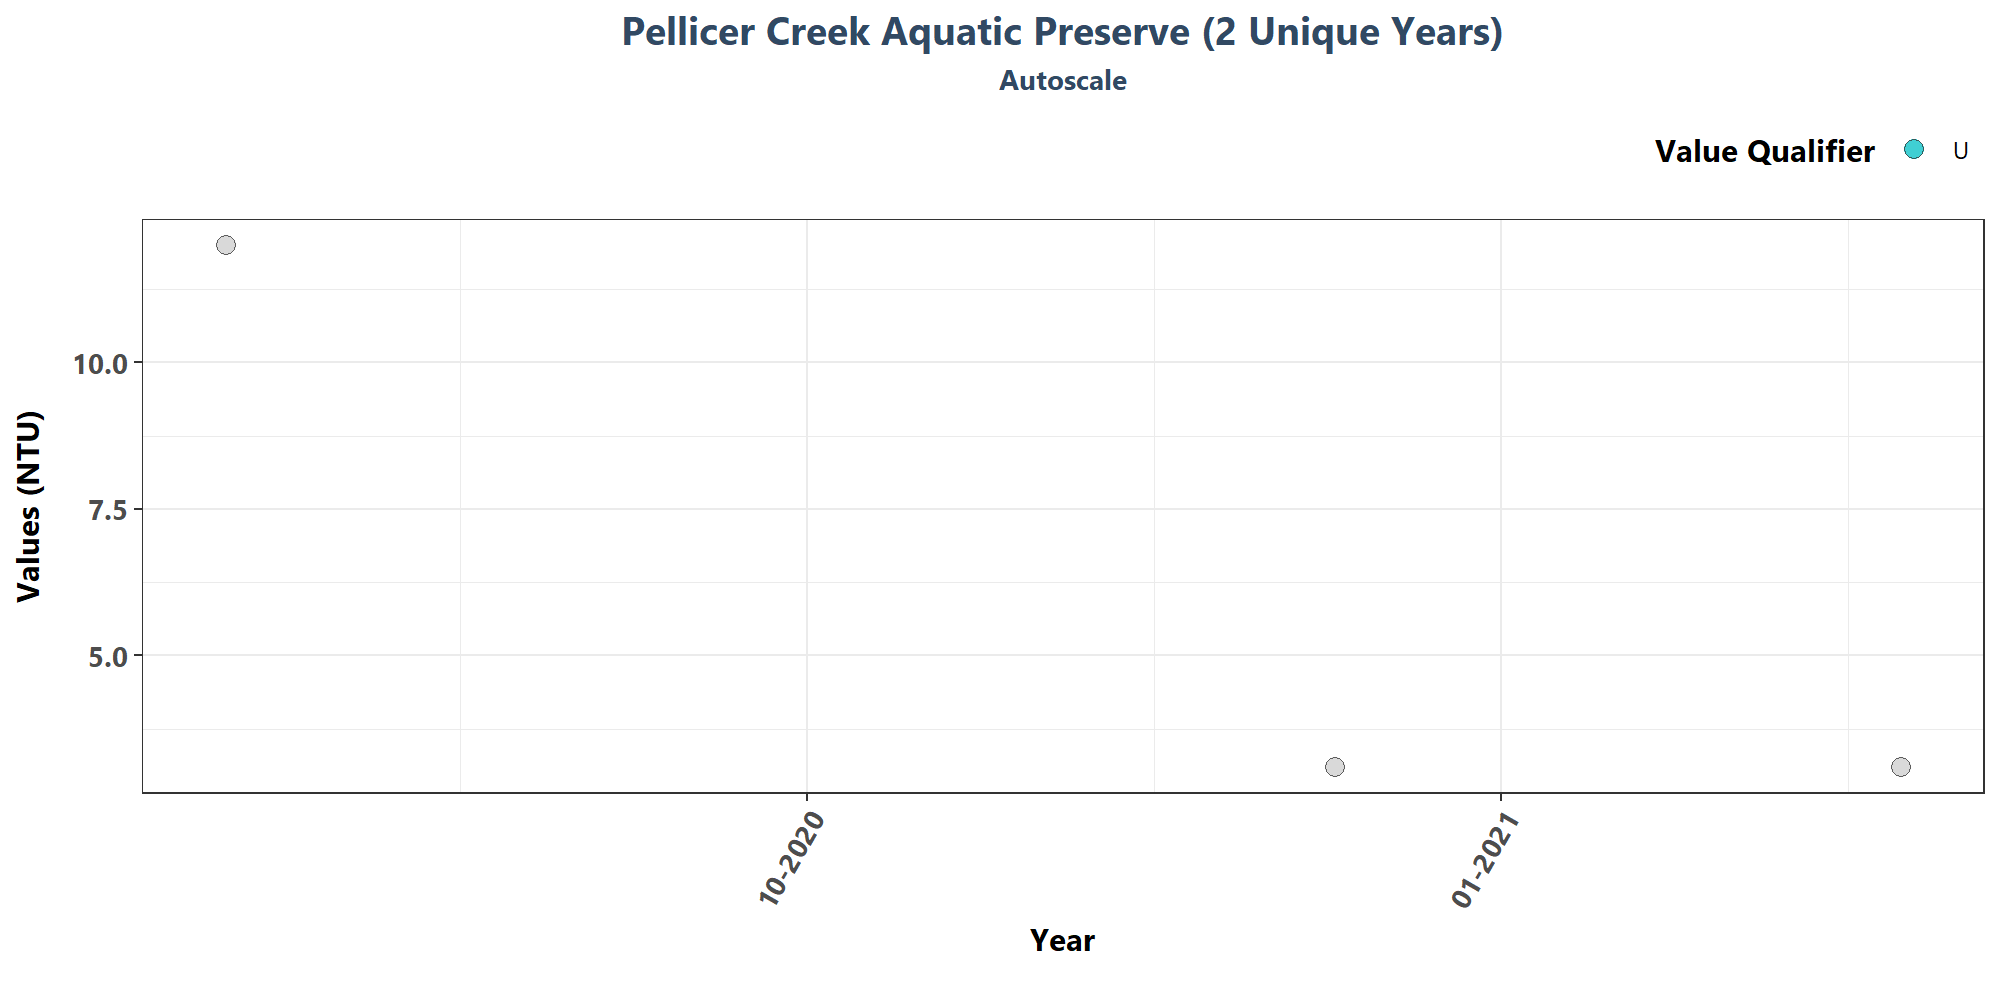 Pellicer Creek Aquatic Preserve (2 Unique Years)
Autoscale
Value Qualifier U
10.0
7.5
5.0
Values (NTU)
10-2020
01-2021
Year